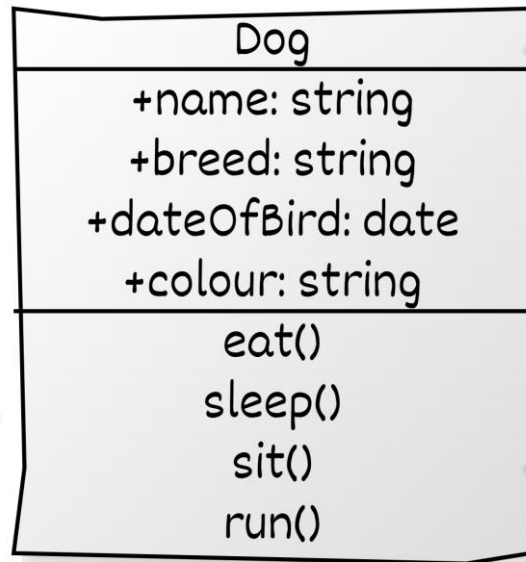 Dog
+name: string
+breed: string
+dateOfBird: date
+colour: string
eat()
sleep()
sit()
run()